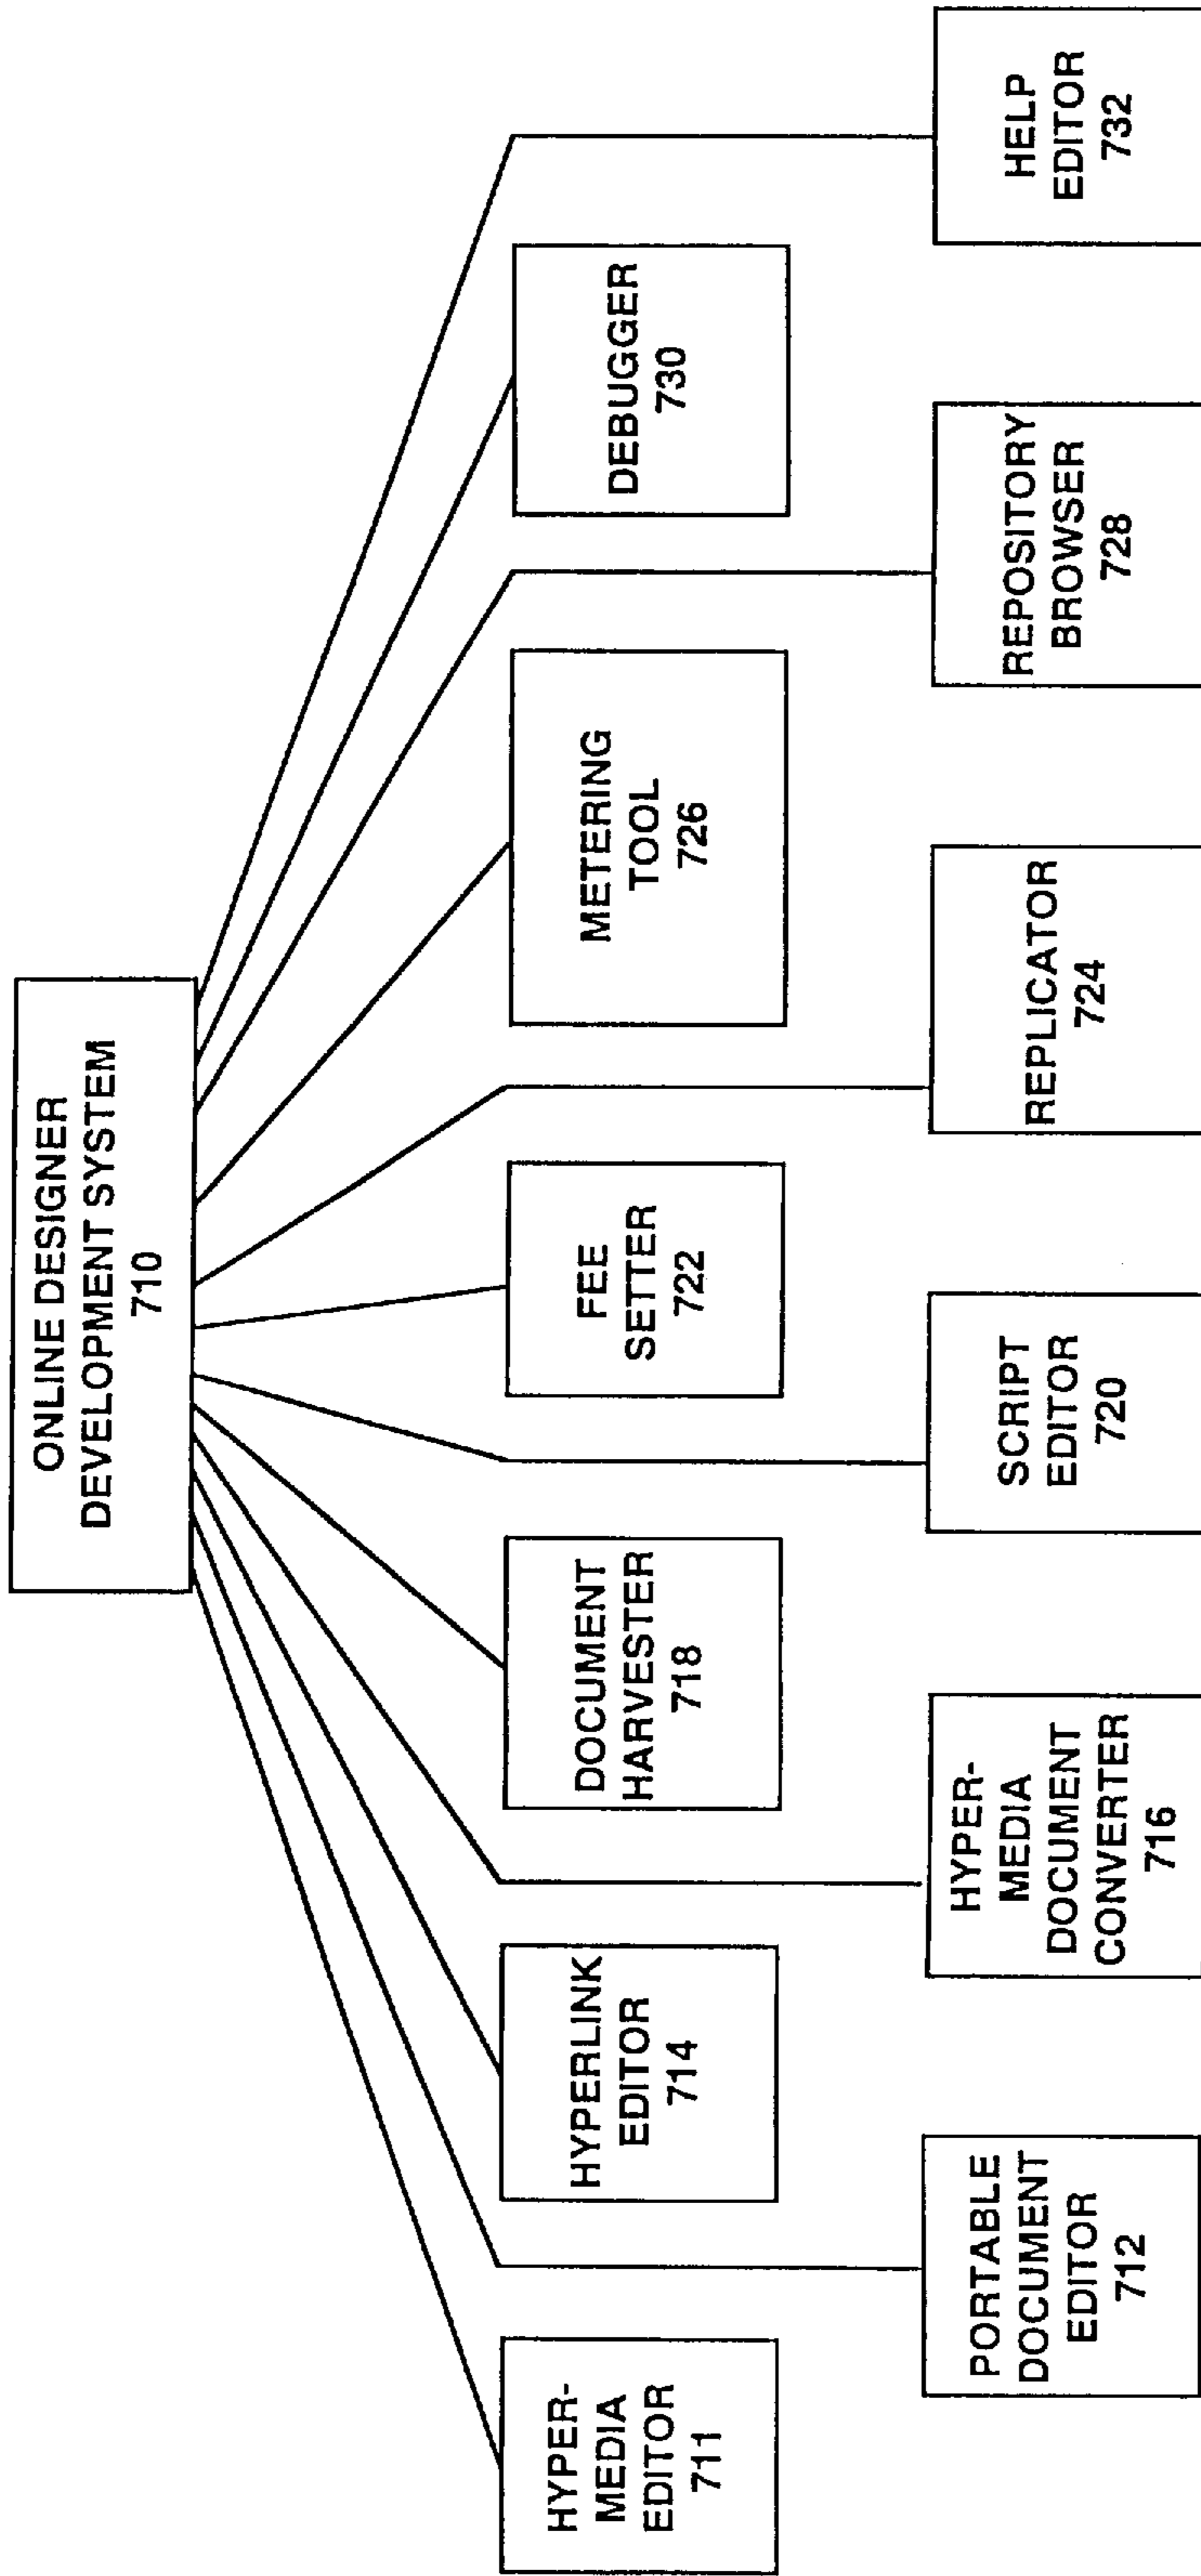 ONLINE DESIGNER
DEVELOPMENT SYSTEM
710
HYPER-
MEDIA
EDITOR
711
HYPERLINK
EDITOR
714
DOCUMENT
HARVESTER
718
FEE
SETTER
722
METERING
TOOL
726
DEBUGGER
730
PORTABLE
DOCUMENT
EDITOR
712
HYPER-
MEDIA
DOCUMENT
CONVERTER
716
SCRIPT
EDITOR
720
REPLICATOR
724
REPOSITORY
BROWSER
728
HELP
EDITOR
732